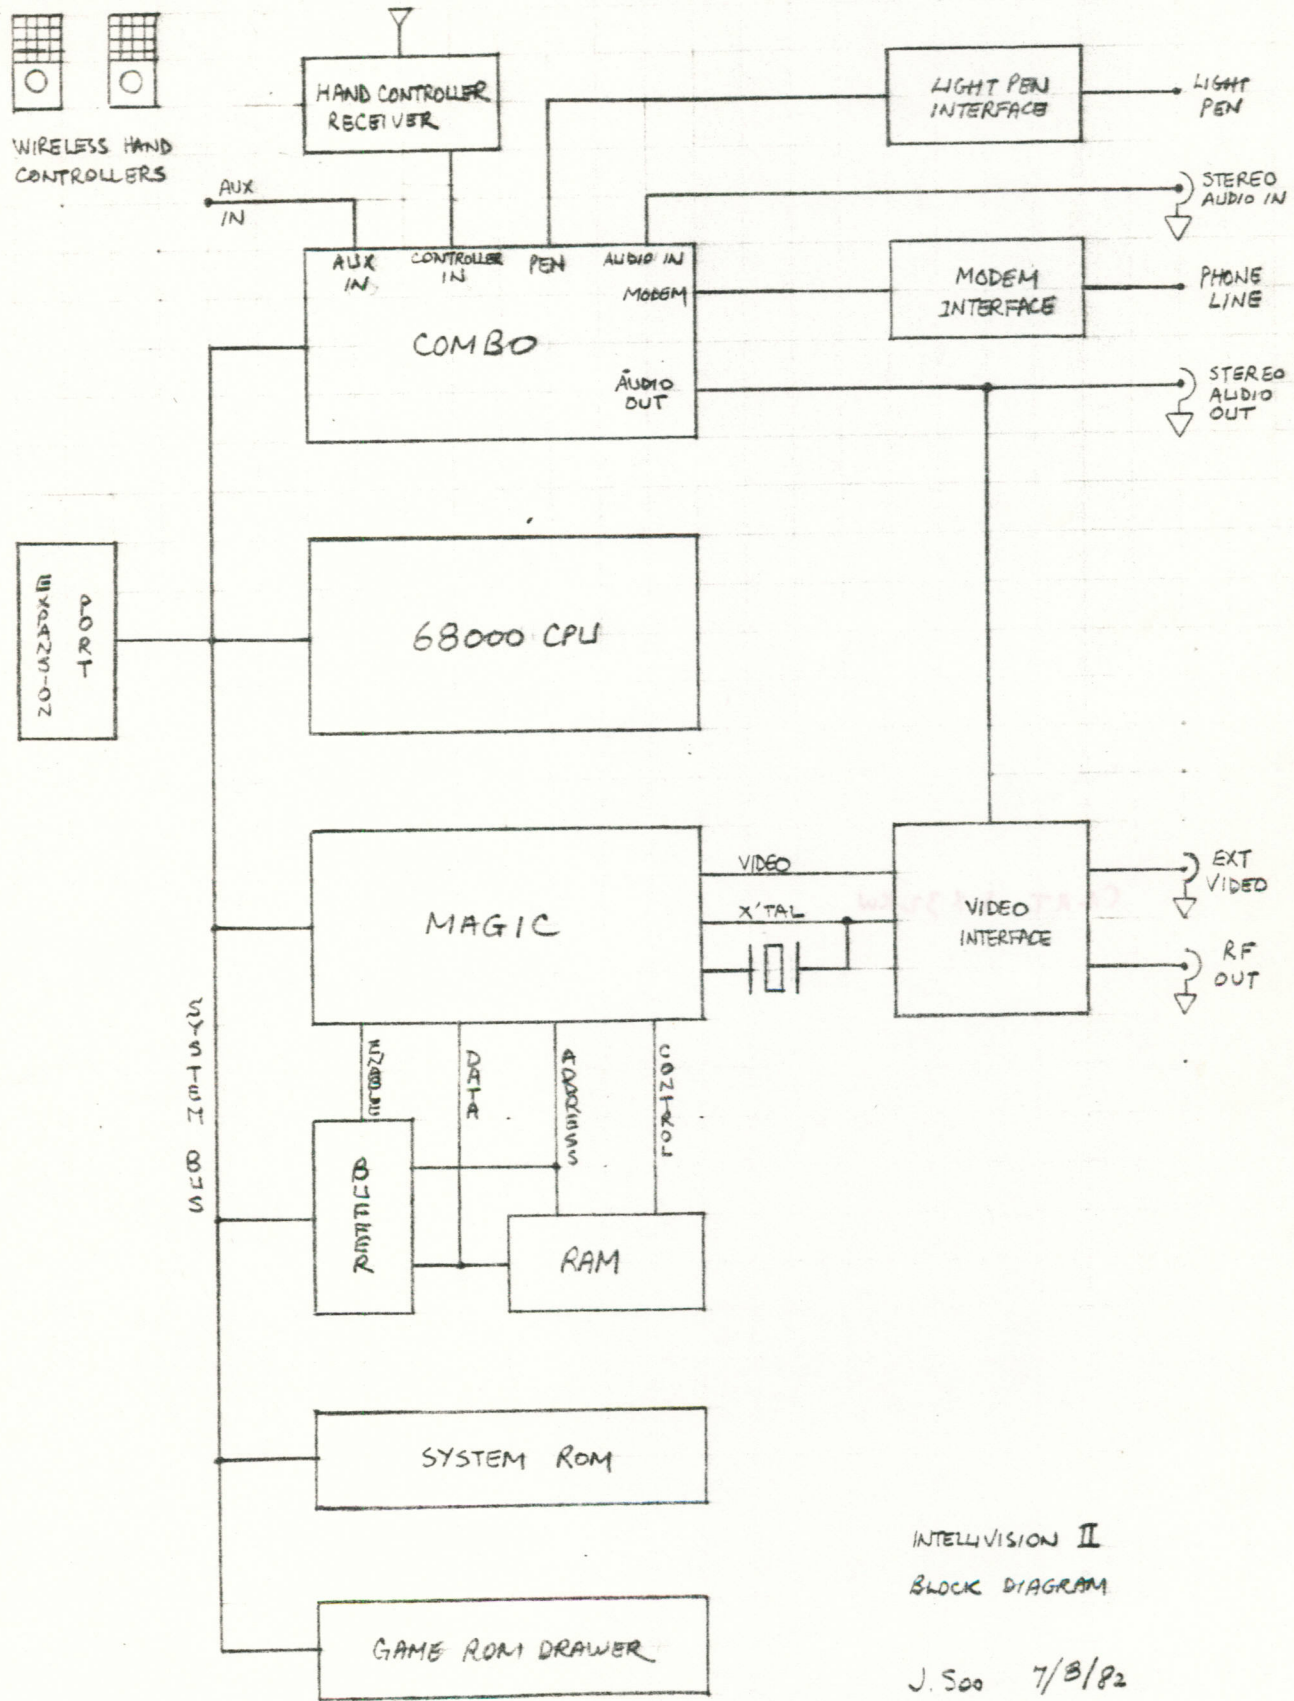 HAND CONTROLLER
RECEIVER
LIGHT PEN
INTERFACE
LIGHT
PEN
WIRELESS HAND
CONTROLLERS
AUX
IN
STEREO
AUDIO IN
AUX
IN
CONTROLLER
IN
PEN
AUDIO IN
MODEM
MODEM
INTERFACE
PHONE
LINE
COMBO
AUDIO
OUT
STEREO
AUDIO
OUT
EXPANSION
PORT
68000 CPU
MAGIC
VIDEO
X'TAL
VIDEO
INTERFACE
EXT
VIDEO
RF
OUT
SYSTEM BUS
ENABLE
DATA
ADDRESS
CONTROL
BUFFER
RAM
SYSTEM ROM
GAME ROM DRAWER
INTELLIVISION II
BLOCK DIAGRAM
J. Soo 7/8/82